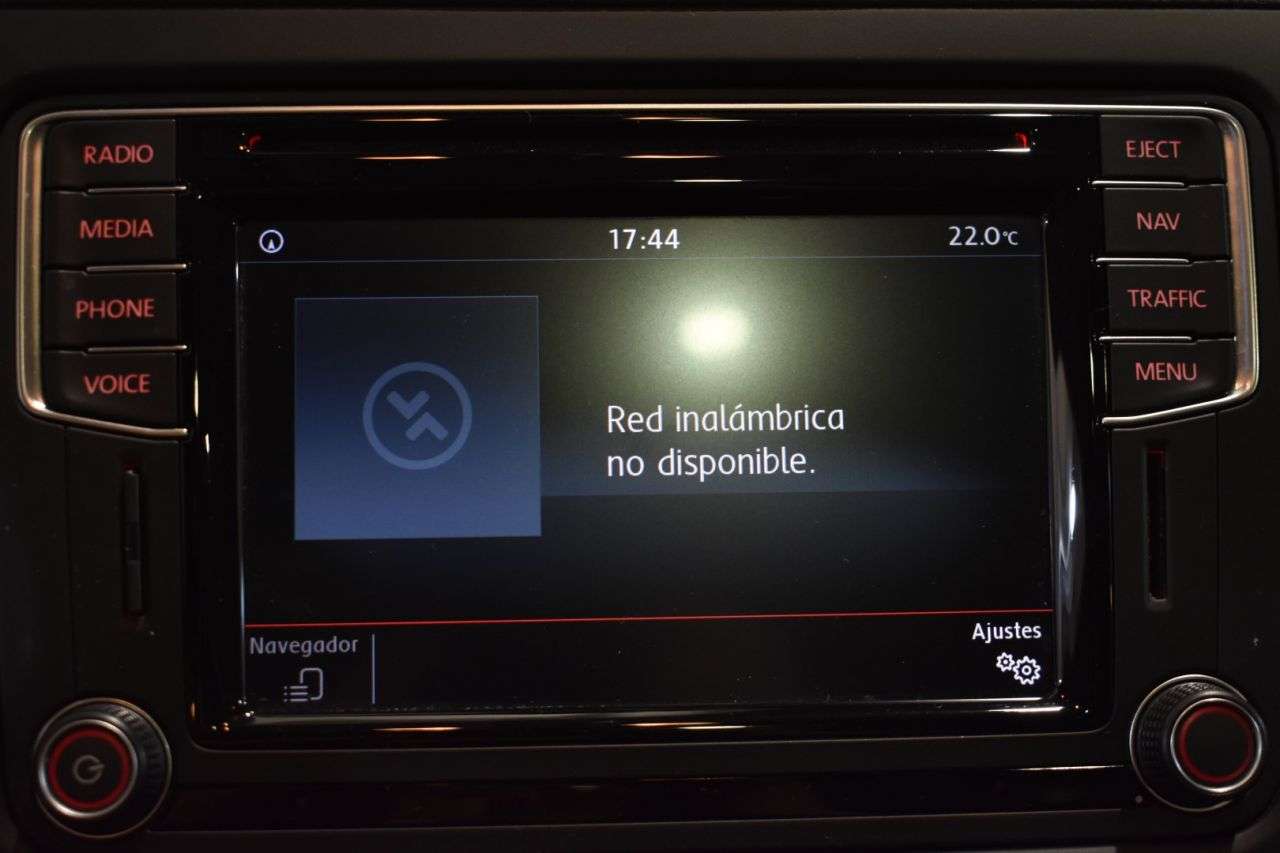 RADIO
MEDIA
PHONE
VOICE
17:44
22.0°C
Red inalámbrica
no disponible.
Navegador
Ajustes
EJECT
NAV
TRAFFIC
MENU